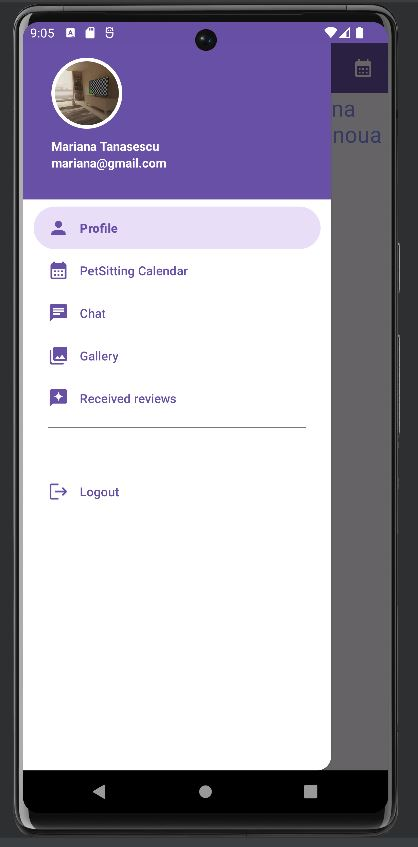 9:05
na
noua
Mariana Tanasescu
mariana@gmail.com
Profile
PetSitting Calendar
Chat
Gallery
Received reviews
Logout